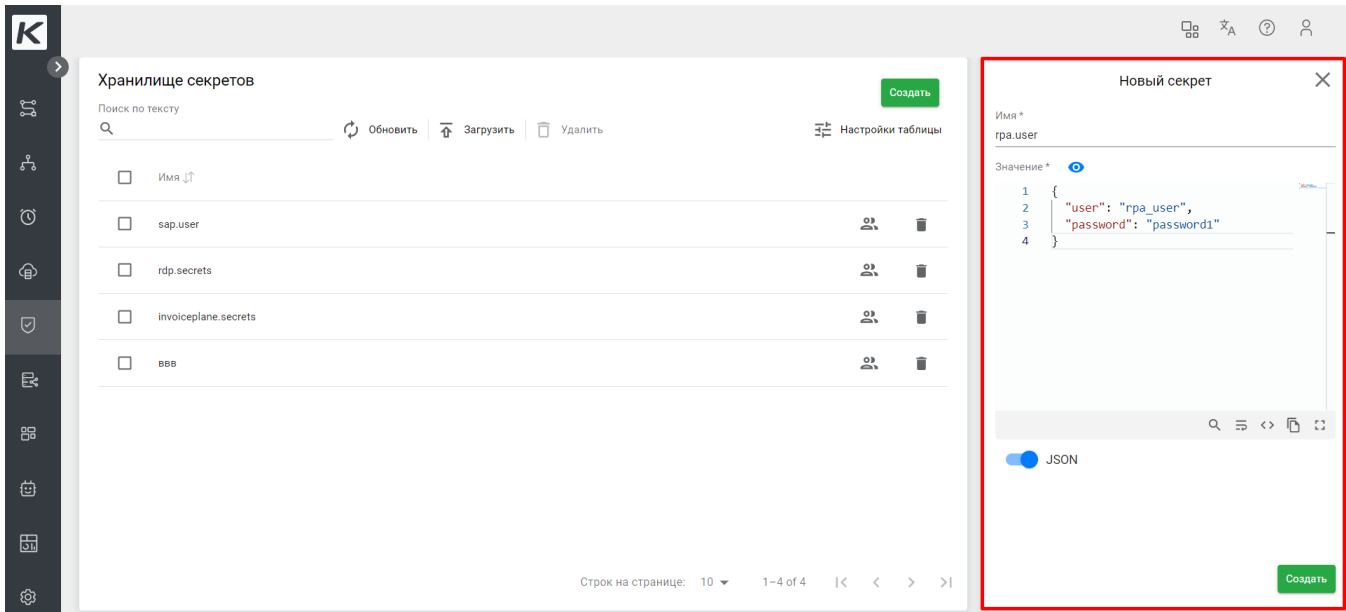 K
Хранилище секретов
Создать
Поиск по тексту
Обновить
Загрузить
Удалить
Настройки таблицы
Имя
sap.user
rdp.secrets
invoiceplane.secrets
ввв
Строк на странице: 10 1–4 of 4
Новый секрет
Имя *
rpa.user
Значение *
1 {
2 "user": "rpa_user",
3 "password": "password1"
4 }
JSON
Создать